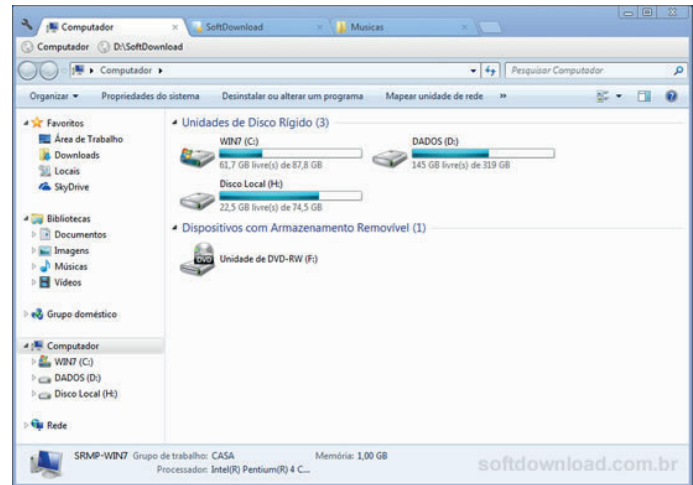 Computador SoftDownload Musicas
Computador D:\SoftDownload
Computador Pesquisar Computador
Organizar Propriedades do sistema Desinstalar ou alterar um programa Mapear unidade de rede »
Favoritos
Área de Trabalho
Downloads
Locais
SkyDrive
Bibliotecas
Documentos
Imagens
Músicas
Vídeos
Grupo doméstico
Computador
WIN7 (C:)
DADOS (D:)
Disco Local (H:)
Rede
Unidades de Disco Rígido (3)
WIN7 (C:)
61,7 GB livre(s) de 87,8 GB
DADOS (D:)
145 GB livre(s) de 319 GB
Disco Local (H:)
22,5 GB livre(s) de 74,5 GB
Dispositivos com Armazenamento Removível (1)
DVD
Unidade de DVD-RW (F:)
SRMP-WIN7 Grupo de trabalho: CASA Memória: 1,00 GB
Processador: Intel(R) Pentium(R) 4 C...
softdownload.com.br